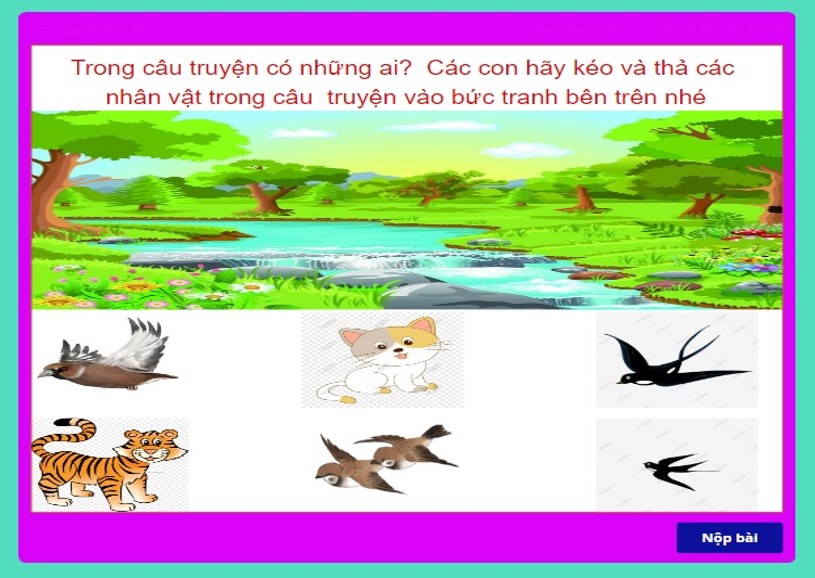 Trong câu truyện có những ai? Các con hãy kéo và thả các
nhân vật trong câu truyện vào bức tranh bên trên nhé
Nộp bài